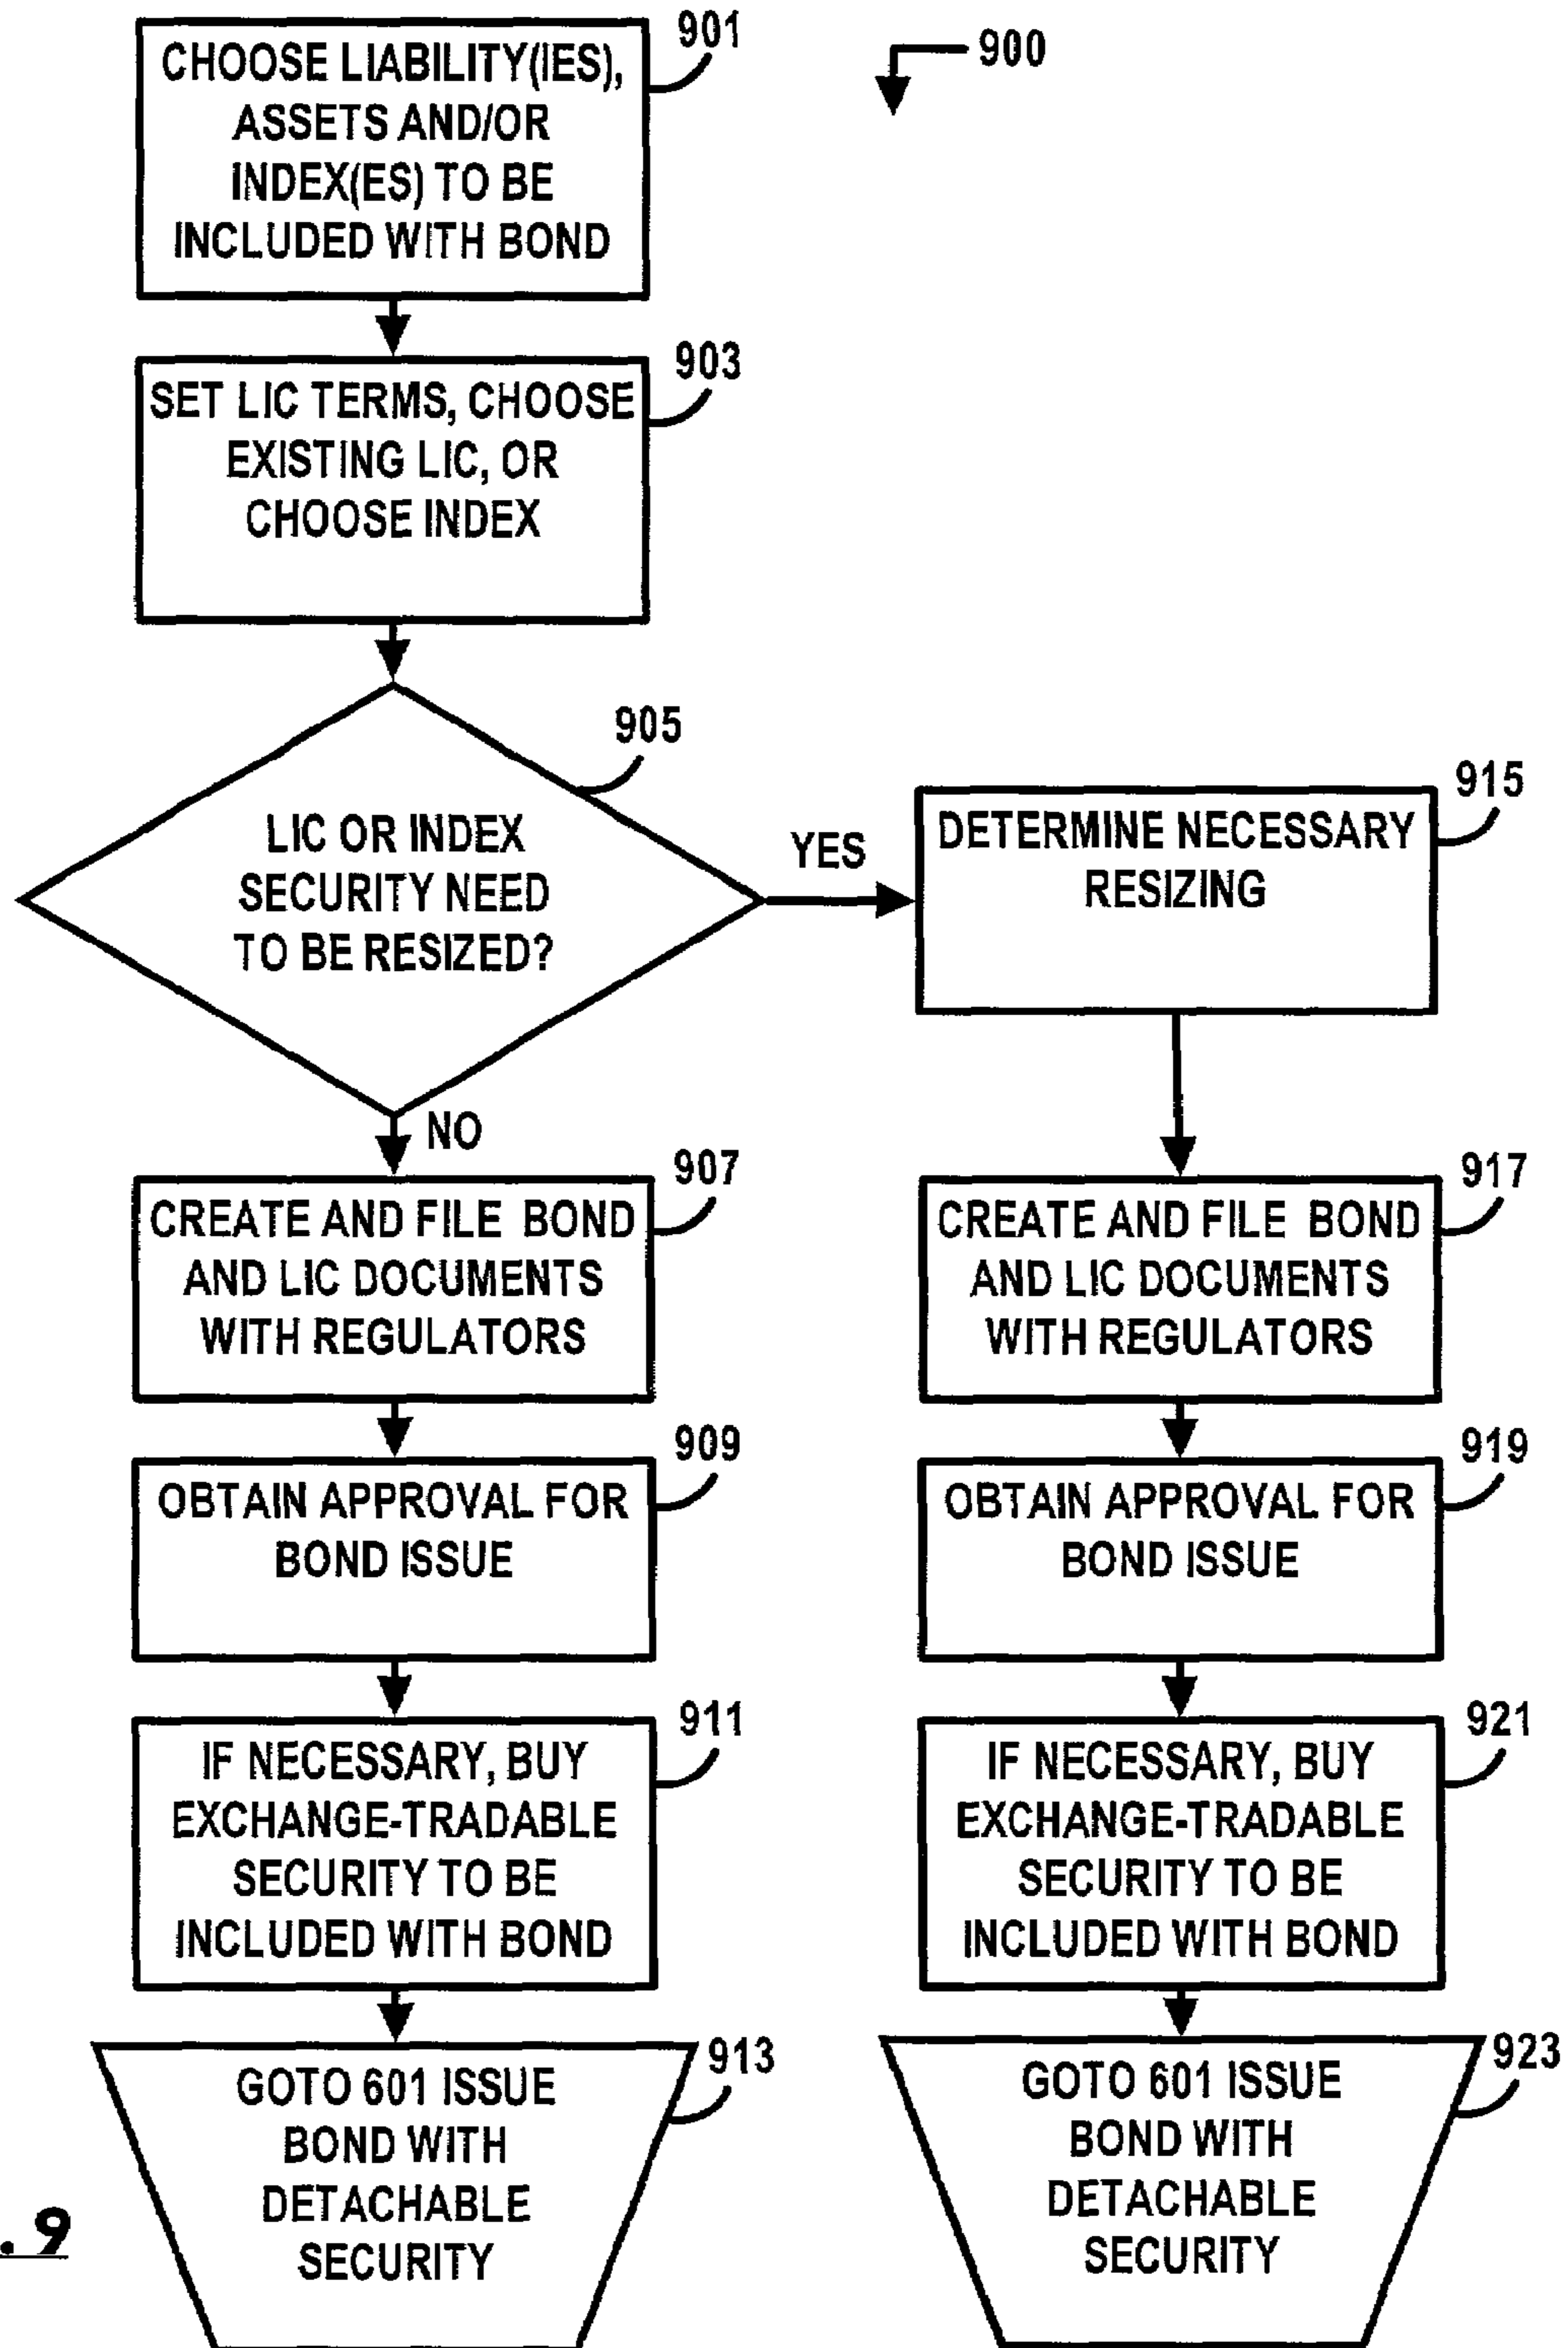 CHOOSE LIABILITY(IES),
ASSETS AND/OR
INDEX(ES) TO BE
INCLUDED WITH BOND
901
900
SET LIC TERMS, CHOOSE
EXISTING LIC, OR
CHOOSE INDEX
903
LIC OR INDEX
SECURITY NEED
TO BE RESIZED?
905
YES
NO
DETERMINE NECESSARY
RESIZING
915
CREATE AND FILE BOND
AND LIC DOCUMENTS
WITH REGULATORS
907
OBTAIN APPROVAL FOR
BOND ISSUE
909
IF NECESSARY, BUY
EXCHANGE-TRADABLE
SECURITY TO BE
INCLUDED WITH BOND
911
GOTO 601 ISSUE
BOND WITH
DETACHABLE
SECURITY
913
CREATE AND FILE BOND
AND LIC DOCUMENTS
WITH REGULATORS
917
OBTAIN APPROVAL FOR
BOND ISSUE
919
IF NECESSARY, BUY
EXCHANGE-TRADABLE
SECURITY TO BE
INCLUDED WITH BOND
921
GOTO 601 ISSUE
BOND WITH
DETACHABLE
SECURITY
923
.9